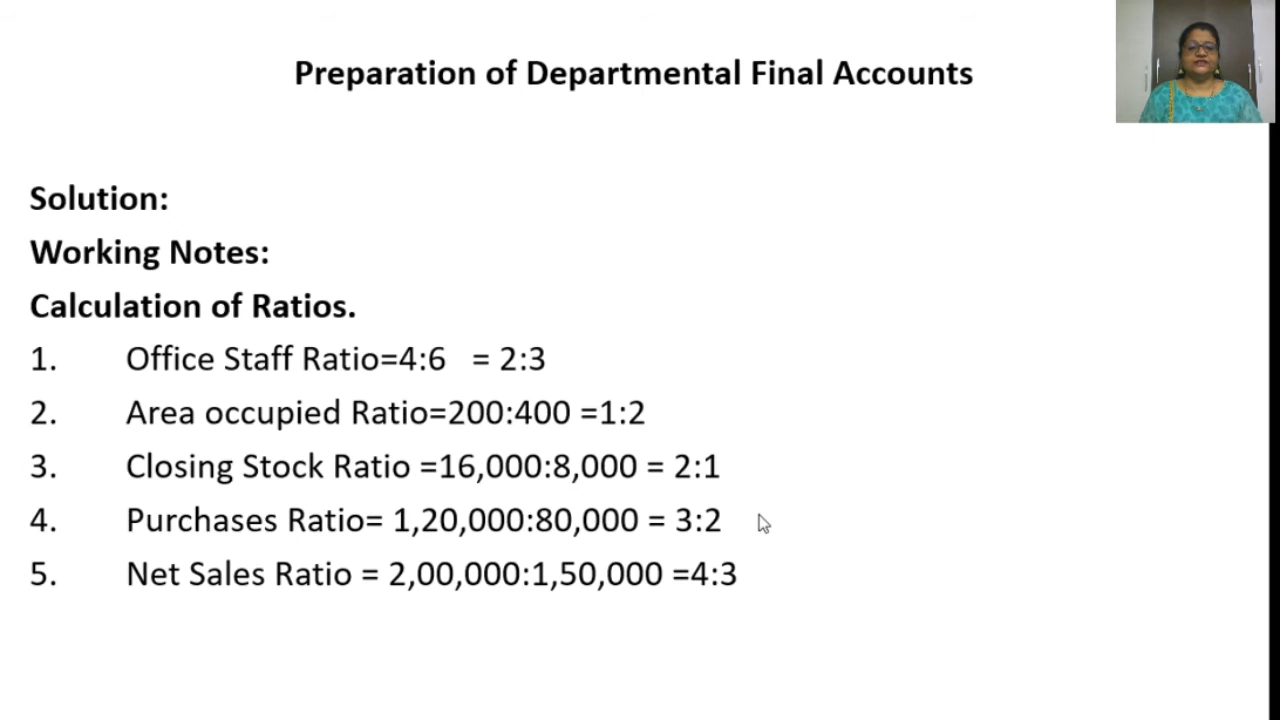 Preparation of Departmental Final Accounts
Solution:
Working Notes:
Calculation of Ratios.
1. Office Staff Ratio=4:6 = 2:3
2. Area occupied Ratio=200:400 =1:2
3. Closing Stock Ratio =16,000:8,000 = 2:1
4. Purchases Ratio= 1,20,000:80,000 = 3:2
5. Net Sales Ratio = 2,00,000:1,50,000 =4:3